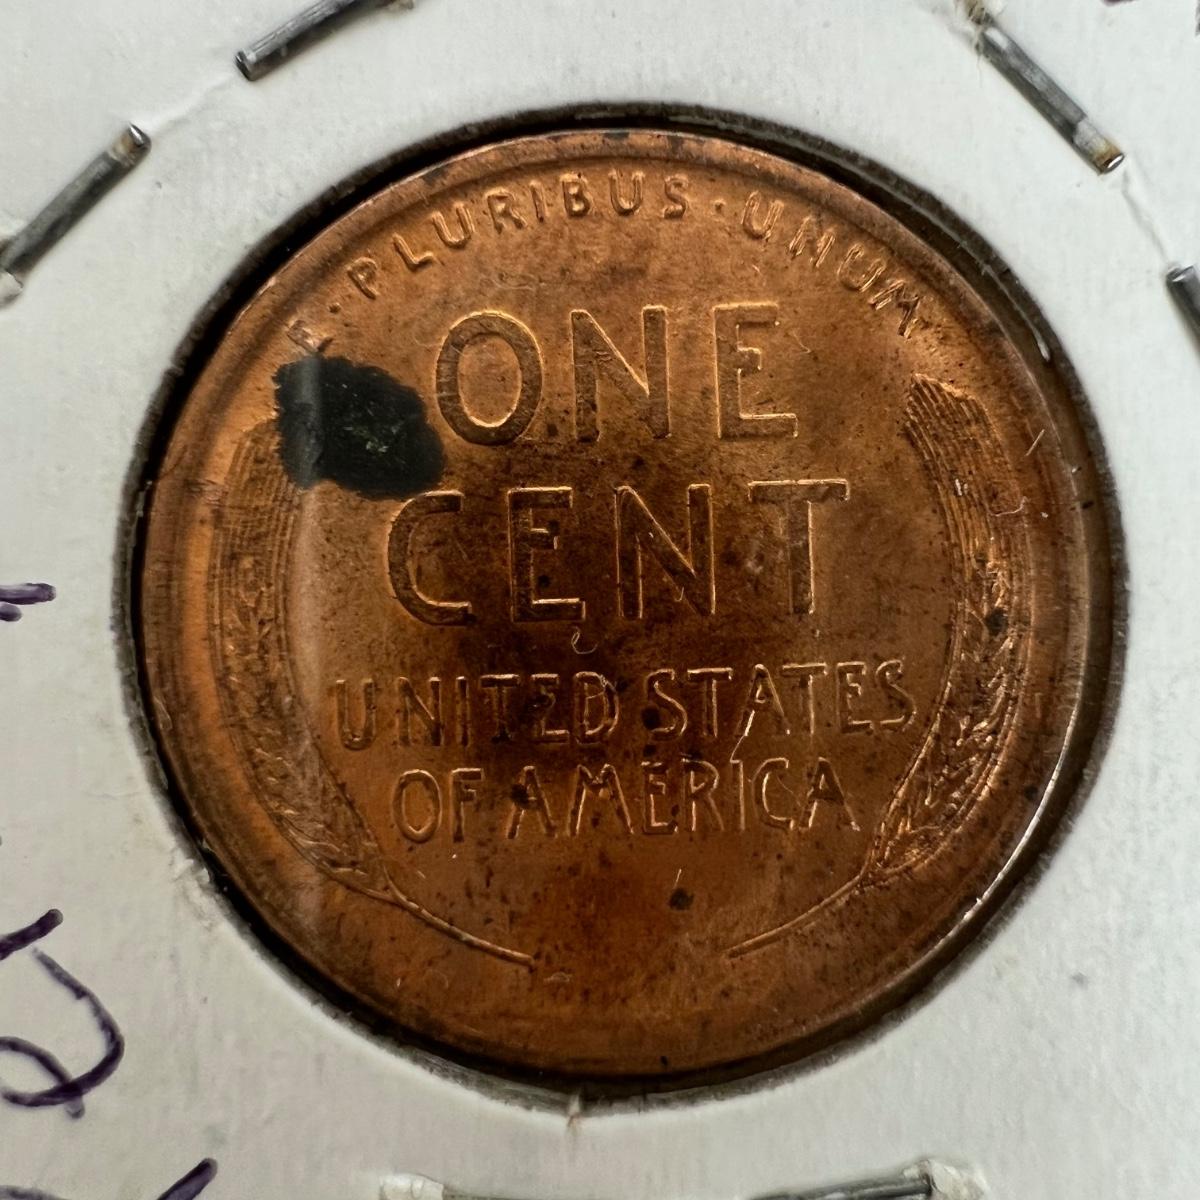 E · PLURIBUS · UNUM
ONE
CENT
UNITED STATES
OF AMERICA